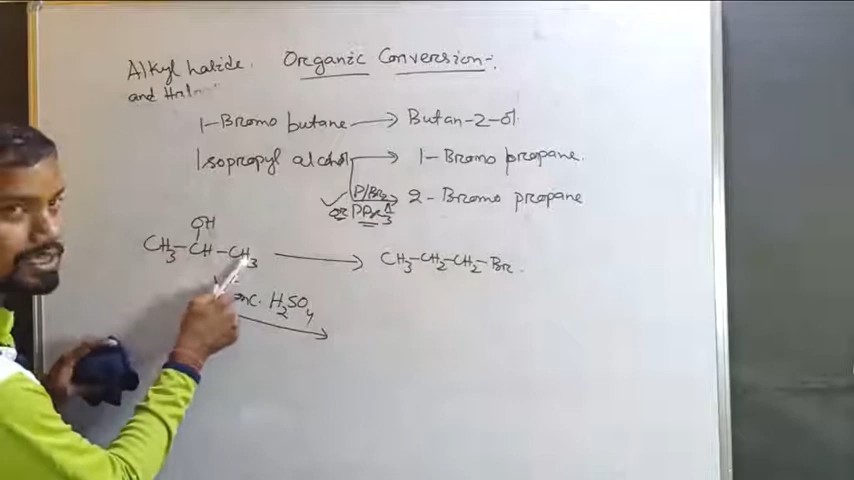 Alkyl halide. Organic Conversion:-
and
1-Bromo butane → Butan-2-ol
Isopropyl alcohol → 1-Bromo propane.
P/Br2 → 2-Bromo propane
or PBr3 Δ
OH
CH3-CH-CH3 → CH3-CH2-CH2-Br.
H2SO4